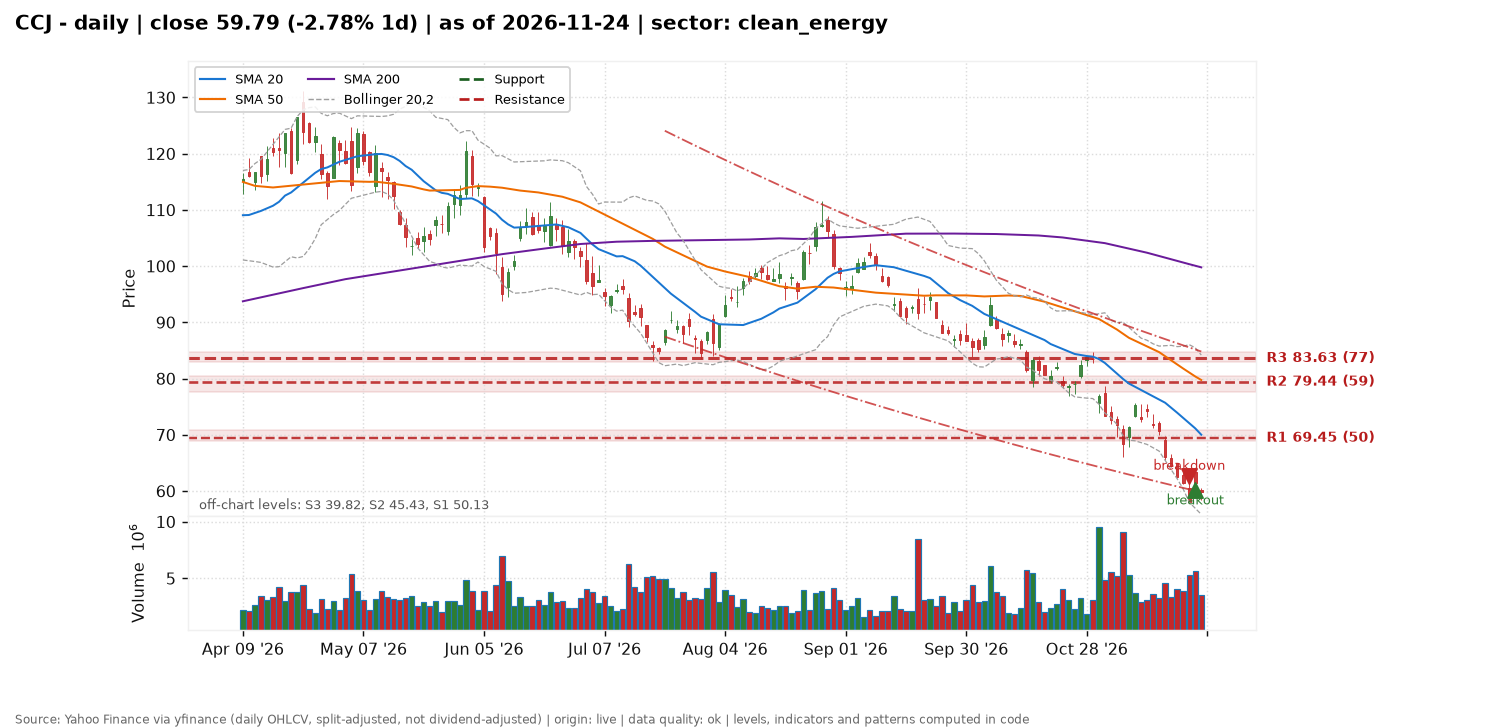 CCJ - daily | close 59.79 (-2.78% 1d) | as of 2026-11-24 | sector: clean_energy
SMA 20
SMA 50
SMA 200
Bollinger 20,2
Support
Resistance
Price
130
120
110
100
90
80
70
60
R3 83.63 (77)
R2 79.44 (59)
R1 69.45 (50)
breakdown
breakout
off-chart levels: S3 39.82, S2 45.43, S1 50.13
Volume 10⁶
10
5
Apr 09 '26 May 07 '26 Jun 05 '26 Jul 07 '26 Aug 04 '26 Sep 01 '26 Sep 30 '26 Oct 28 '26
Source: Yahoo Finance via yfinance (daily OHLCV, split-adjusted, not dividend-adjusted) | origin: live | data quality: ok | levels, indicators and patterns computed in code